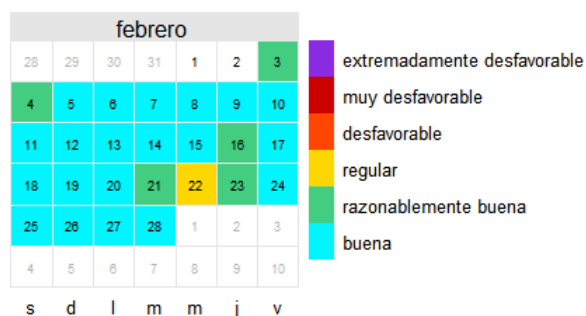 febrero
28 29 30 31 1 2 3
4 5 6 7 8 9 10
11 12 13 14 15 16 17
18 19 20 21 22 23 24
25 26 27 28 1 2 3
4 5 6 7 8 9 10
s d l m m j v
extremadamente desfavorable
muy desfavorable
desfavorable
regular
razonablemente buena
buena